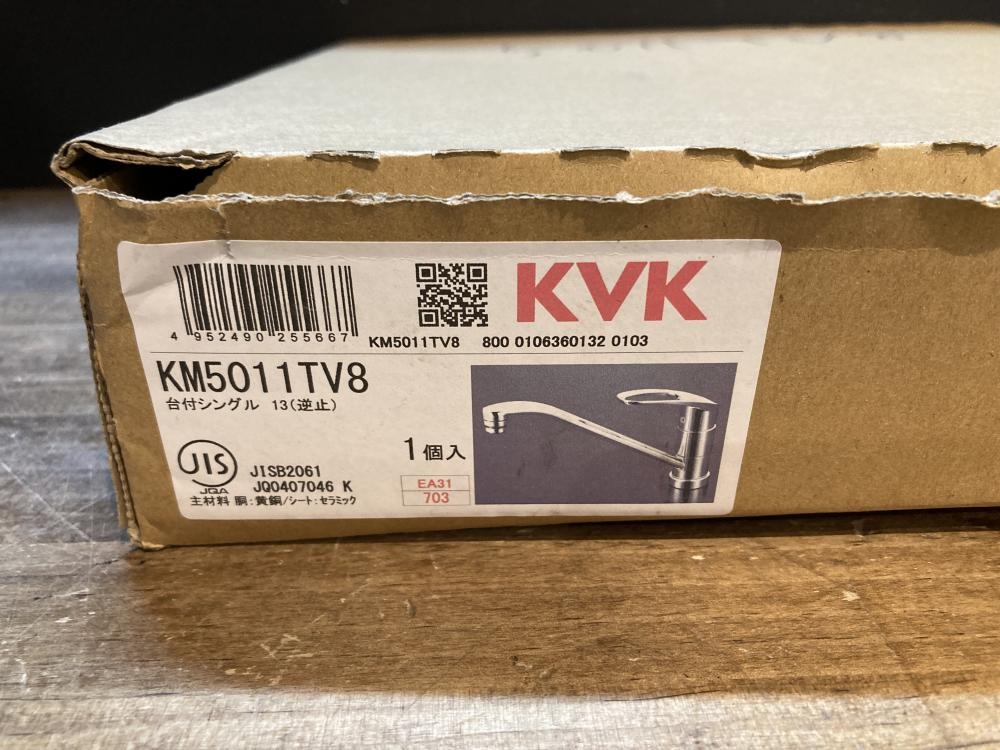 KVK
4 952490 255667
KM5011TV8 800 0106360132 0103
KM5011TV8
台付シングル 13(逆止)
1個入
JIS
JQA
JISB2061
JQ0407046 K
EA31
703
主材料 胴:黄銅/シート:セラミック